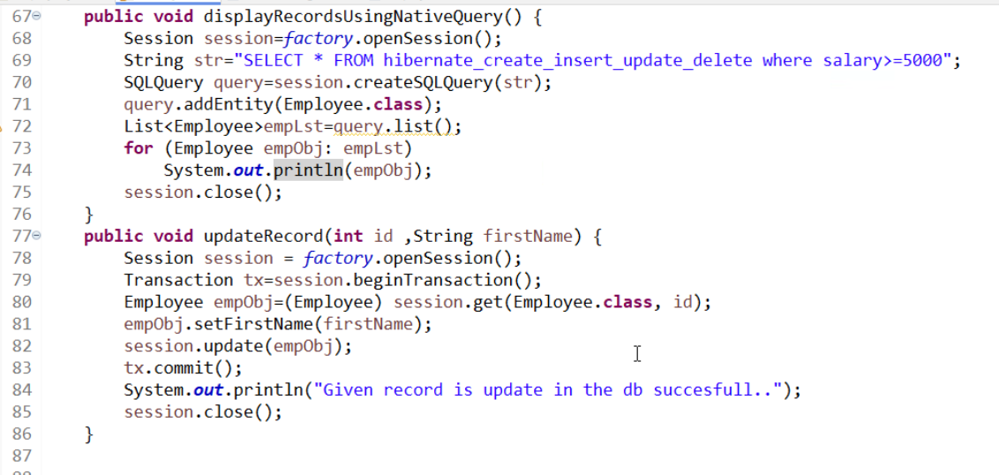 67 public void displayRecordsUsingNativeQuery() {
68 Session session=factory.openSession();
69 String str="SELECT * FROM hibernate_create_insert_update_delete where salary>=5000";
70 SQLQuery query=session.createSQLQuery(str);
71 query.addEntity(Employee.class);
72 List<Employee>empLst=query.list();
73 for (Employee empObj: empLst)
74 System.out.println(empObj);
75 session.close();
76 }
77 public void updateRecord(int id ,String firstName) {
78 Session session = factory.openSession();
79 Transaction tx=session.beginTransaction();
80 Employee empObj=(Employee) session.get(Employee.class, id);
81 empObj.setFirstName(firstName);
82 session.update(empObj);
83 tx.commit();
84 System.out.println("Given record is update in the db succesfull..");
85 session.close();
86 }
87